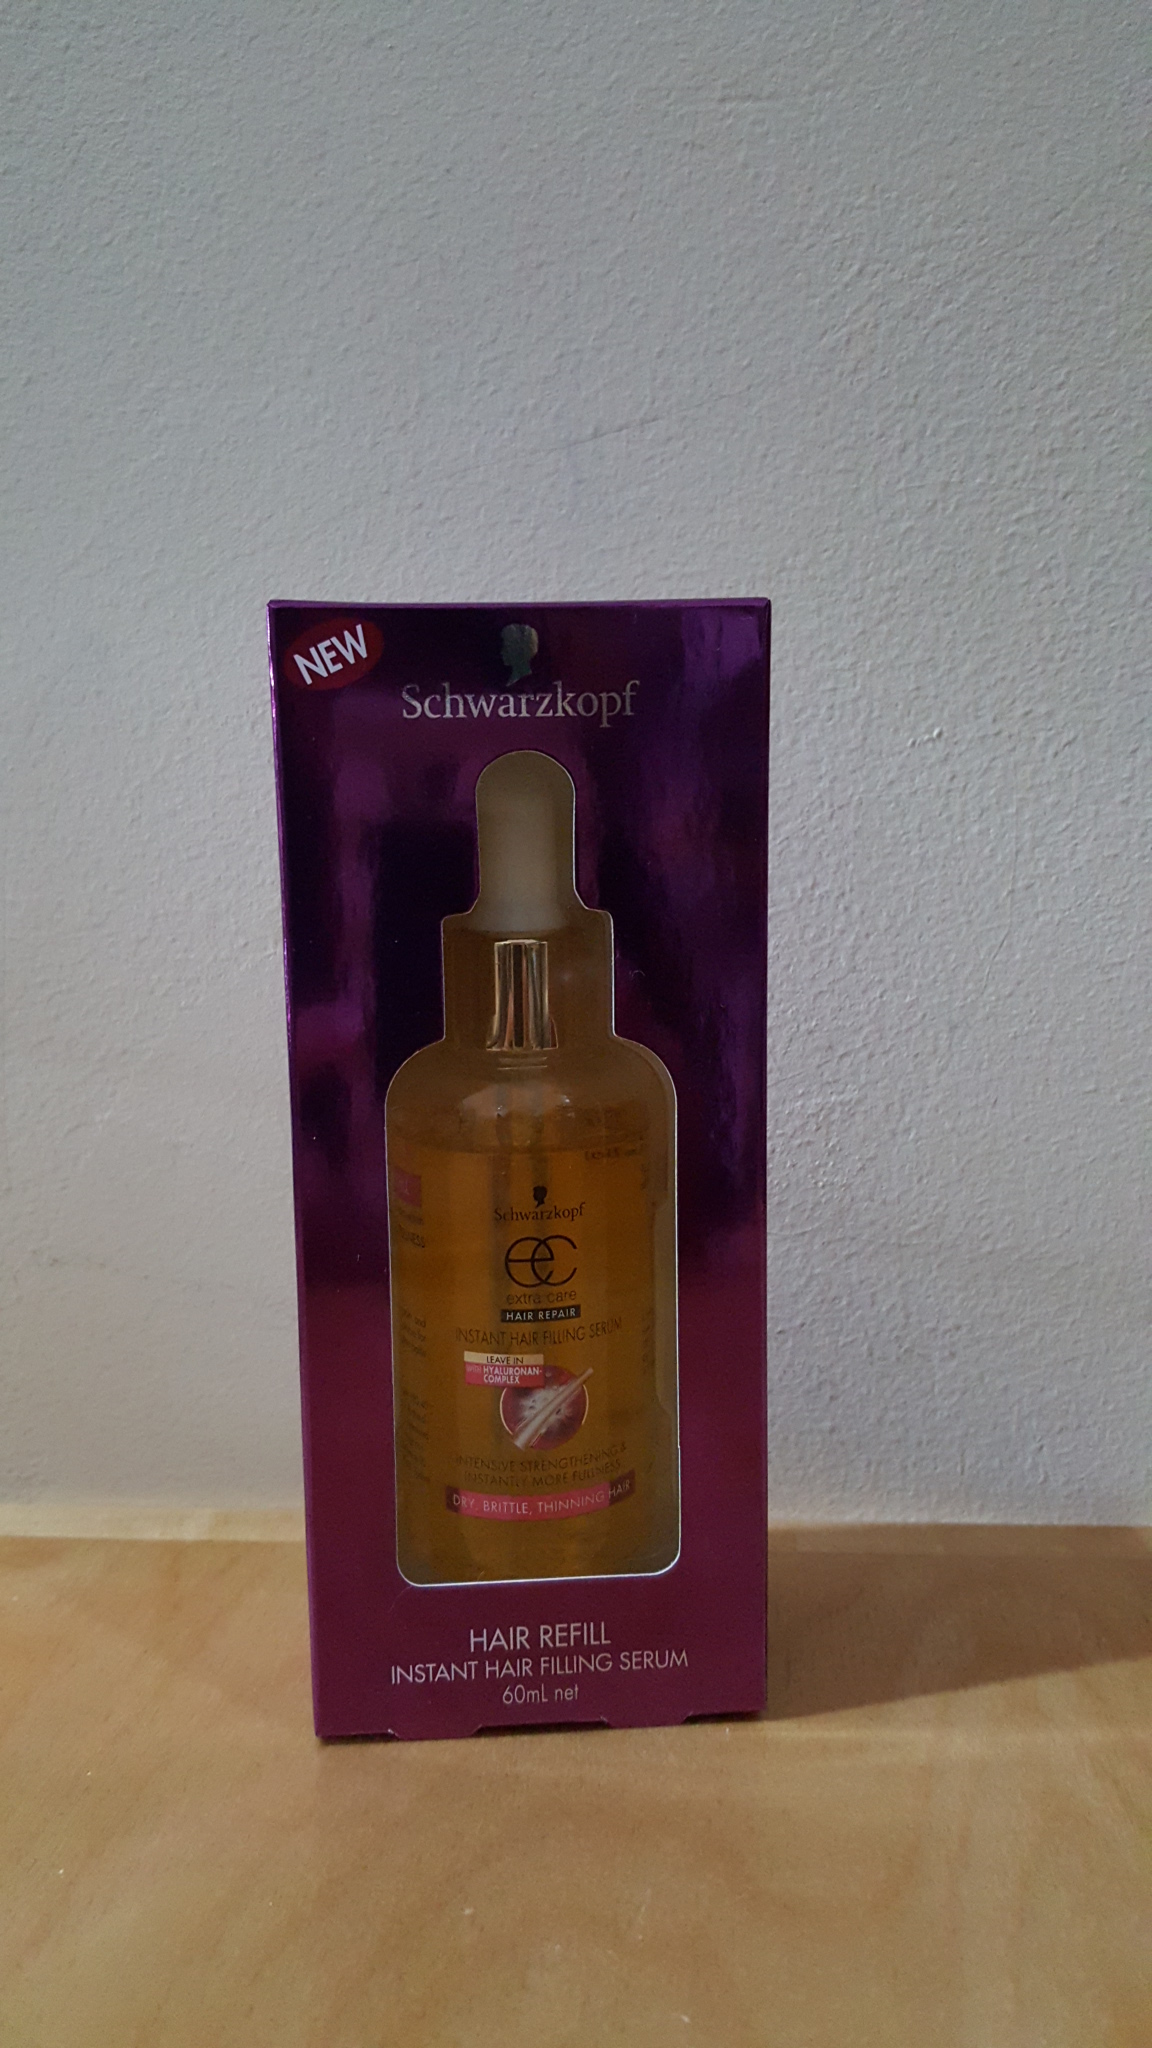 NEW
Schwarzkopf
Schwarzkopf
ec
extra care
HAIR REPAIR
INSTANT HAIR FILLING SERUM
LEAVE IN
WITH HYALURONAN-
COMPLEX
INTENSIVE STRENGTHENING &
INSTANTLY MORE FULLNESS
DRY, BRITTLE, THINNING HAIR
HAIR REFILL
INSTANT HAIR FILLING SERUM
60mL net